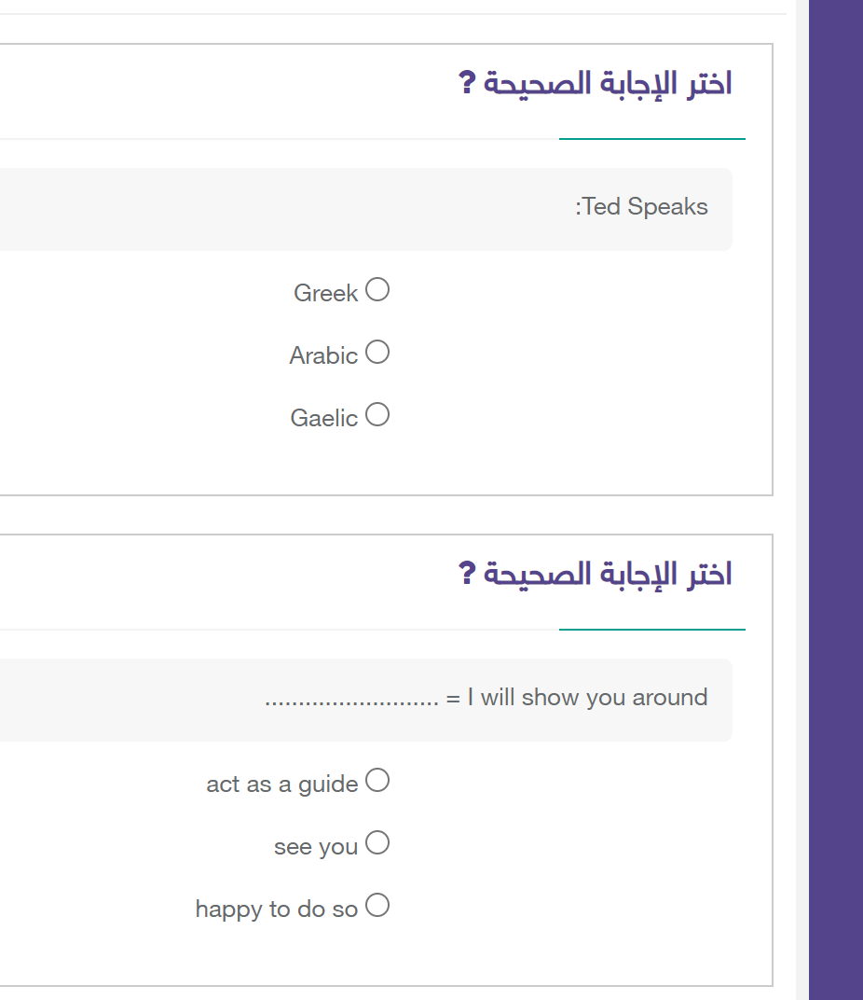 اختر الإجابة الصحيحة ?
Ted Speaks:
Greek
Arabic
Gaelic
اختر الإجابة الصحيحة ?
I will show you around = ..........................
act as a guide
see you
happy to do so